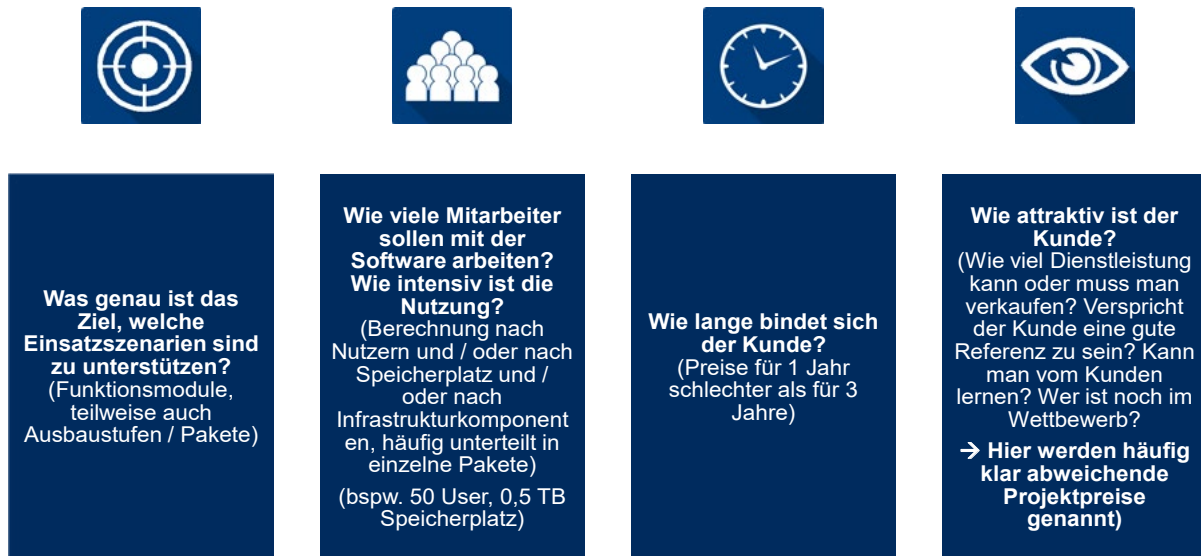 Was genau ist das
Ziel, welche
Einsatzszenarien sind
zu unterstützen?
(Funktionsmodule,
teilweise auch
Ausbaustufen / Pakete)
Wie viele Mitarbeiter
sollen mit der
Software arbeiten?
Wie intensiv ist die
Nutzung?
(Berechnung nach
Nutzern und / oder nach
Speicherplatz und /
oder nach
Infrastrukturkomponent
en, häufig unterteilt in
einzelne Pakete)
(bspw. 50 User, 0,5 TB
Speicherplatz)
Wie lange bindet sich
der Kunde?
(Preise für 1 Jahr
schlechter als für 3
Jahre)
Wie attraktiv ist der
Kunde?
(Wie viel Dienstleistung
kann oder muss man
verkaufen? Verspricht
der Kunde eine gute
Referenz zu sein? Kann
man vom Kunden
lernen? Wer ist noch im
Wettbewerb?
→ Hier werden häufig
klar abweichende
Projektpreise
genannt)